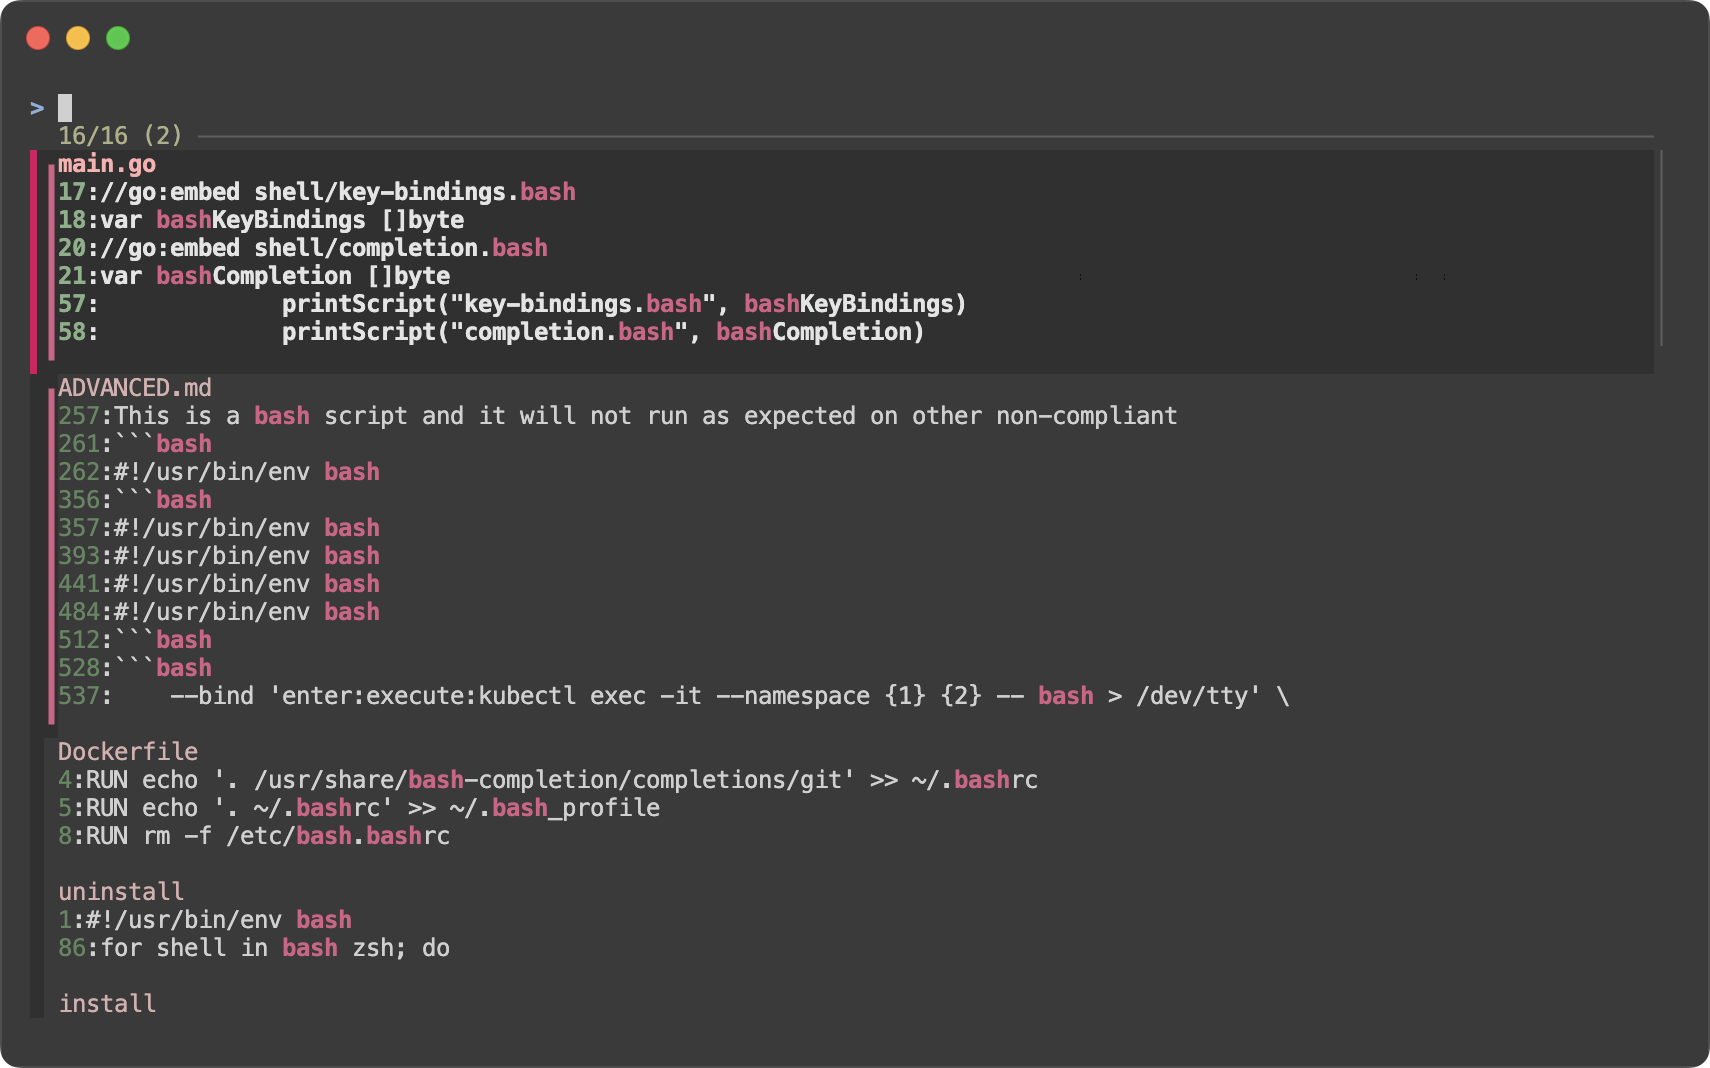 >
16/16 (2)
main.go
17://go:embed shell/key-bindings.bash
18:var bashKeyBindings []byte
20://go:embed shell/completion.bash
21:var bashCompletion []byte
57:             printScript("key-bindings.bash", bashKeyBindings)
58:             printScript("completion.bash", bashCompletion)
ADVANCED.md
257:This is a bash script and it will not run as expected on other non-compliant
261:```bash
262:#!/usr/bin/env bash
356:```bash
357:#!/usr/bin/env bash
393:#!/usr/bin/env bash
441:#!/usr/bin/env bash
484:#!/usr/bin/env bash
512:```bash
528:```bash
537:    --bind 'enter:execute:kubectl exec -it --namespace {1} {2} -- bash > /dev/tty' \
Dockerfile
4:RUN echo '. /usr/share/bash-completion/completions/git' >> ~/.bashrc
5:RUN echo '. ~/.bashrc' >> ~/.bash_profile
8:RUN rm -f /etc/bash.bashrc
uninstall
1:#!/usr/bin/env bash
86:for shell in bash zsh; do
install